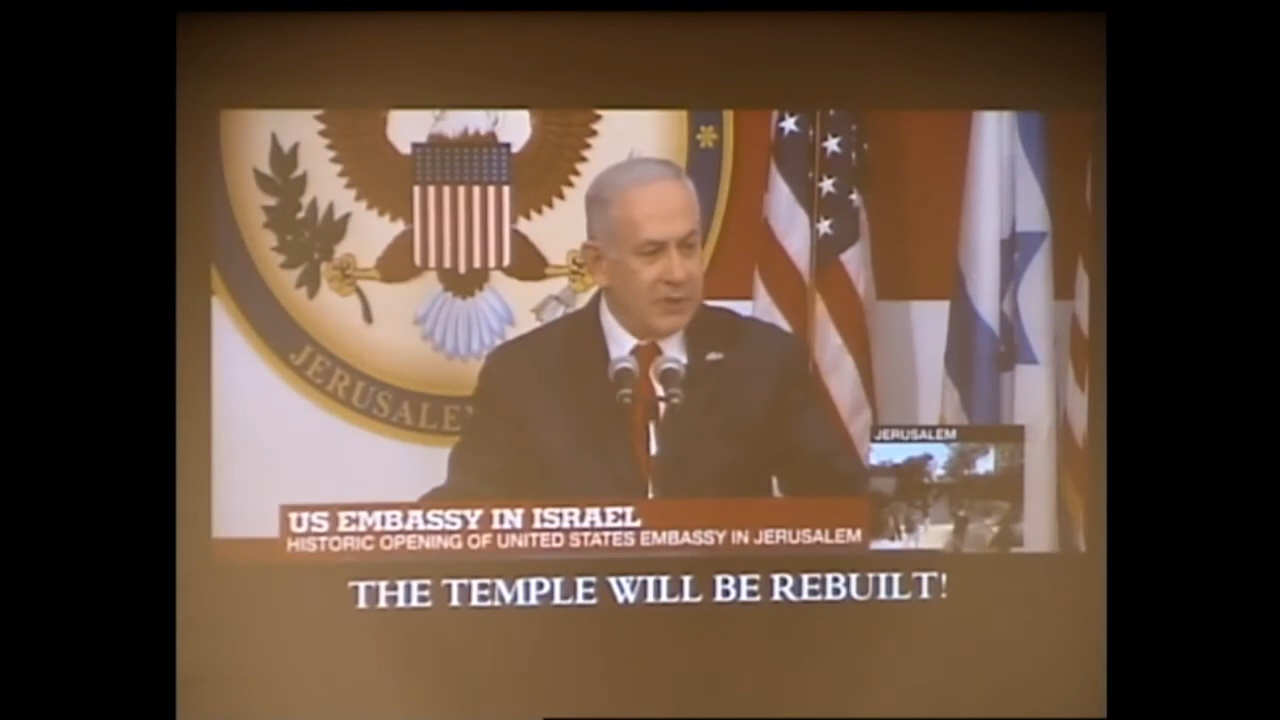 JERUSALEM
JERUSALEM
US EMBASSY IN ISRAEL
HISTORIC OPENING OF UNITED STATES EMBASSY IN JERUSALEM
THE TEMPLE WILL BE REBUILT!